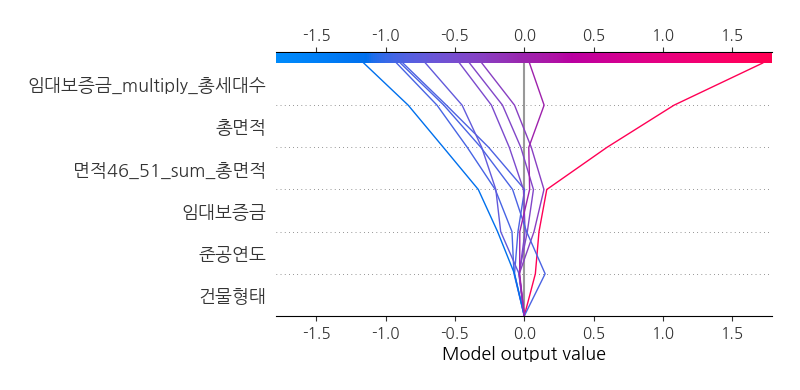 -1.5 -1.0 -0.5 0.0 0.5 1.0 1.5
임대보증금_multiply_총세대수
총면적
면적46_51_sum_총면적
임대보증금
준공연도
건물형태
-1.5 -1.0 -0.5 0.0 0.5 1.0 1.5
Model output value